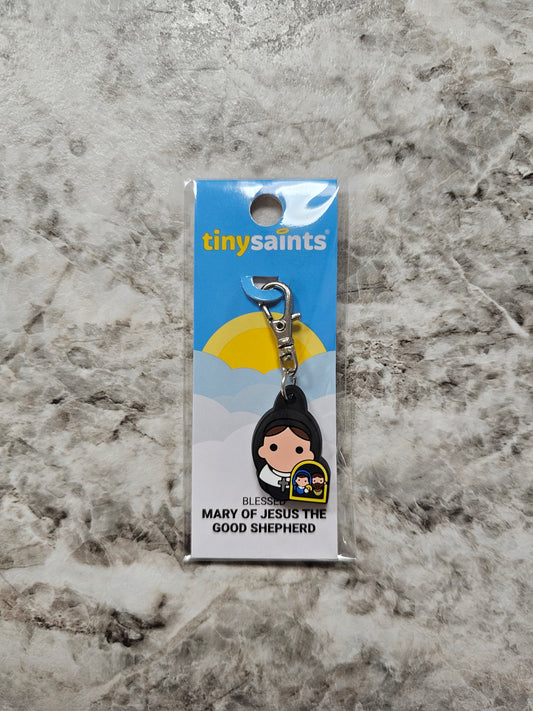 tinysaints®
BLESSED
MARY OF JESUS THE
GOOD SHEPHERD